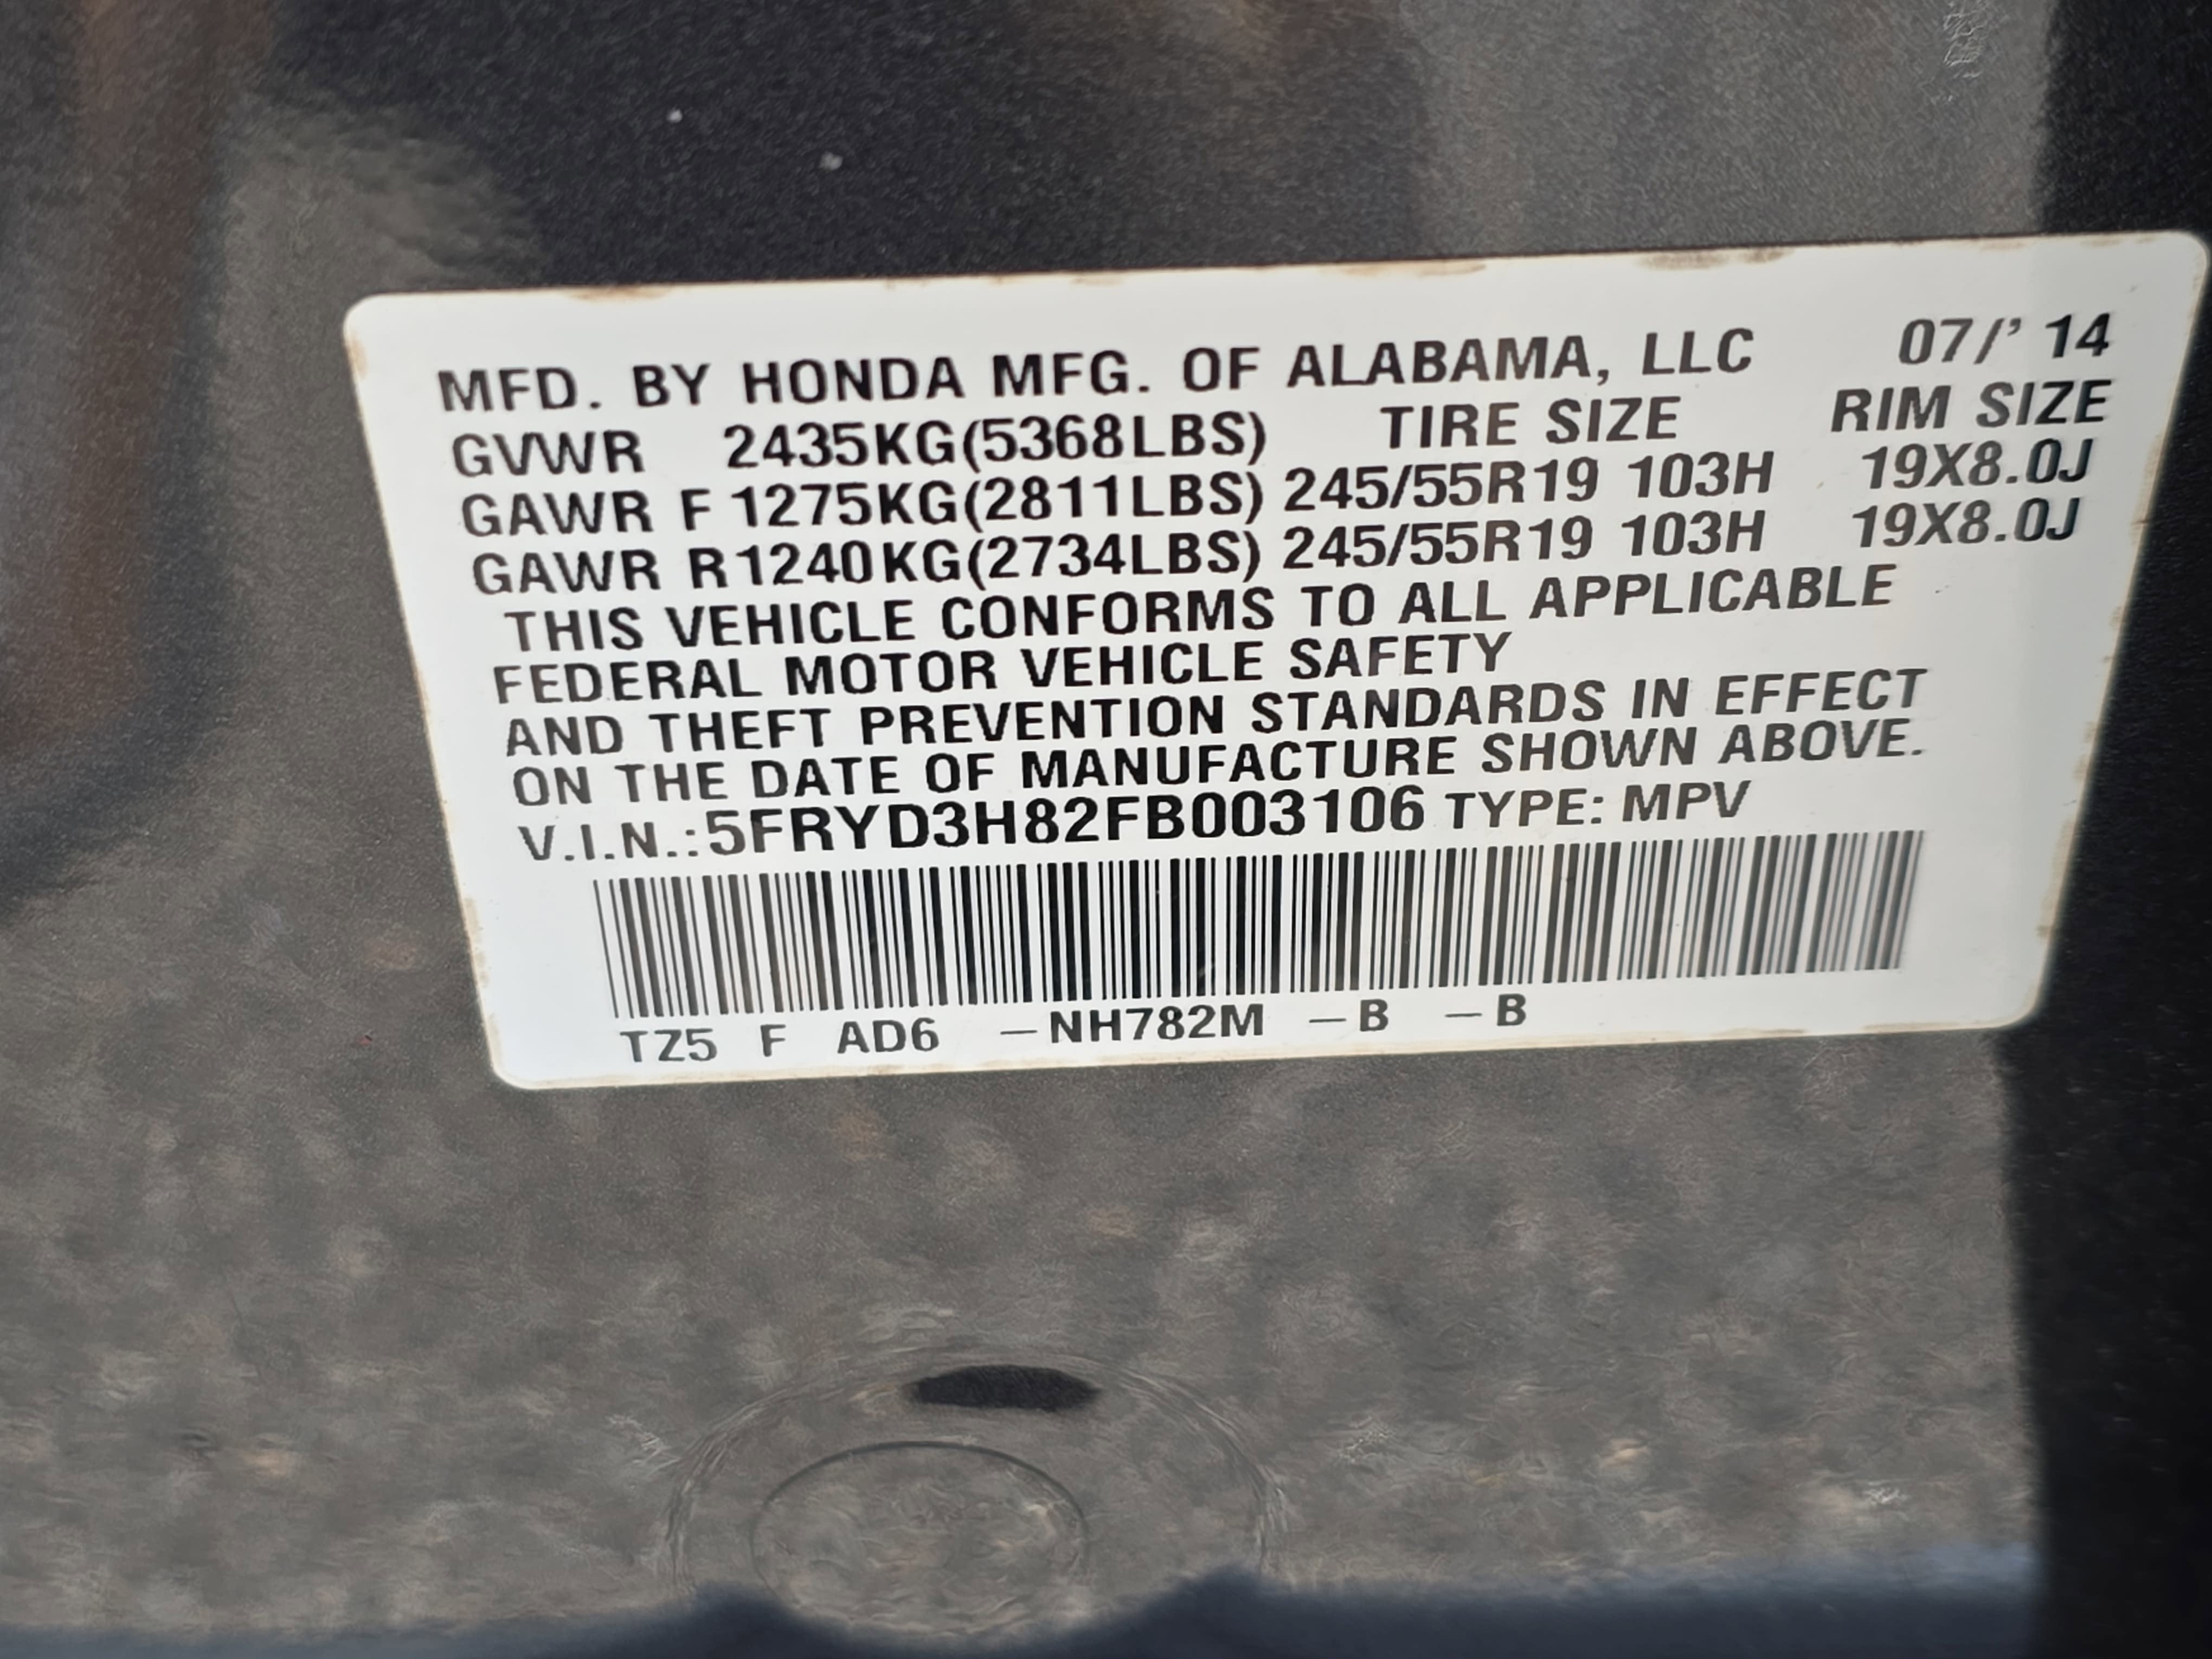 MFD. BY HONDA MFG. OF ALABAMA, LLC 07/' 14
GVWR 2435KG(5368LBS) TIRE SIZE RIM SIZE
GAWR F 1275KG(2811LBS) 245/55R19 103H 19X8.0J
GAWR R 1240KG(2734LBS) 245/55R19 103H 19X8.0J
THIS VEHICLE CONFORMS TO ALL APPLICABLE
FEDERAL MOTOR VEHICLE SAFETY
AND THEFT PREVENTION STANDARDS IN EFFECT
ON THE DATE OF MANUFACTURE SHOWN ABOVE.
V.I.N.:5FRYD3H82FB003106 TYPE: MPV
TZ5 F AD6 –NH782M –B –B